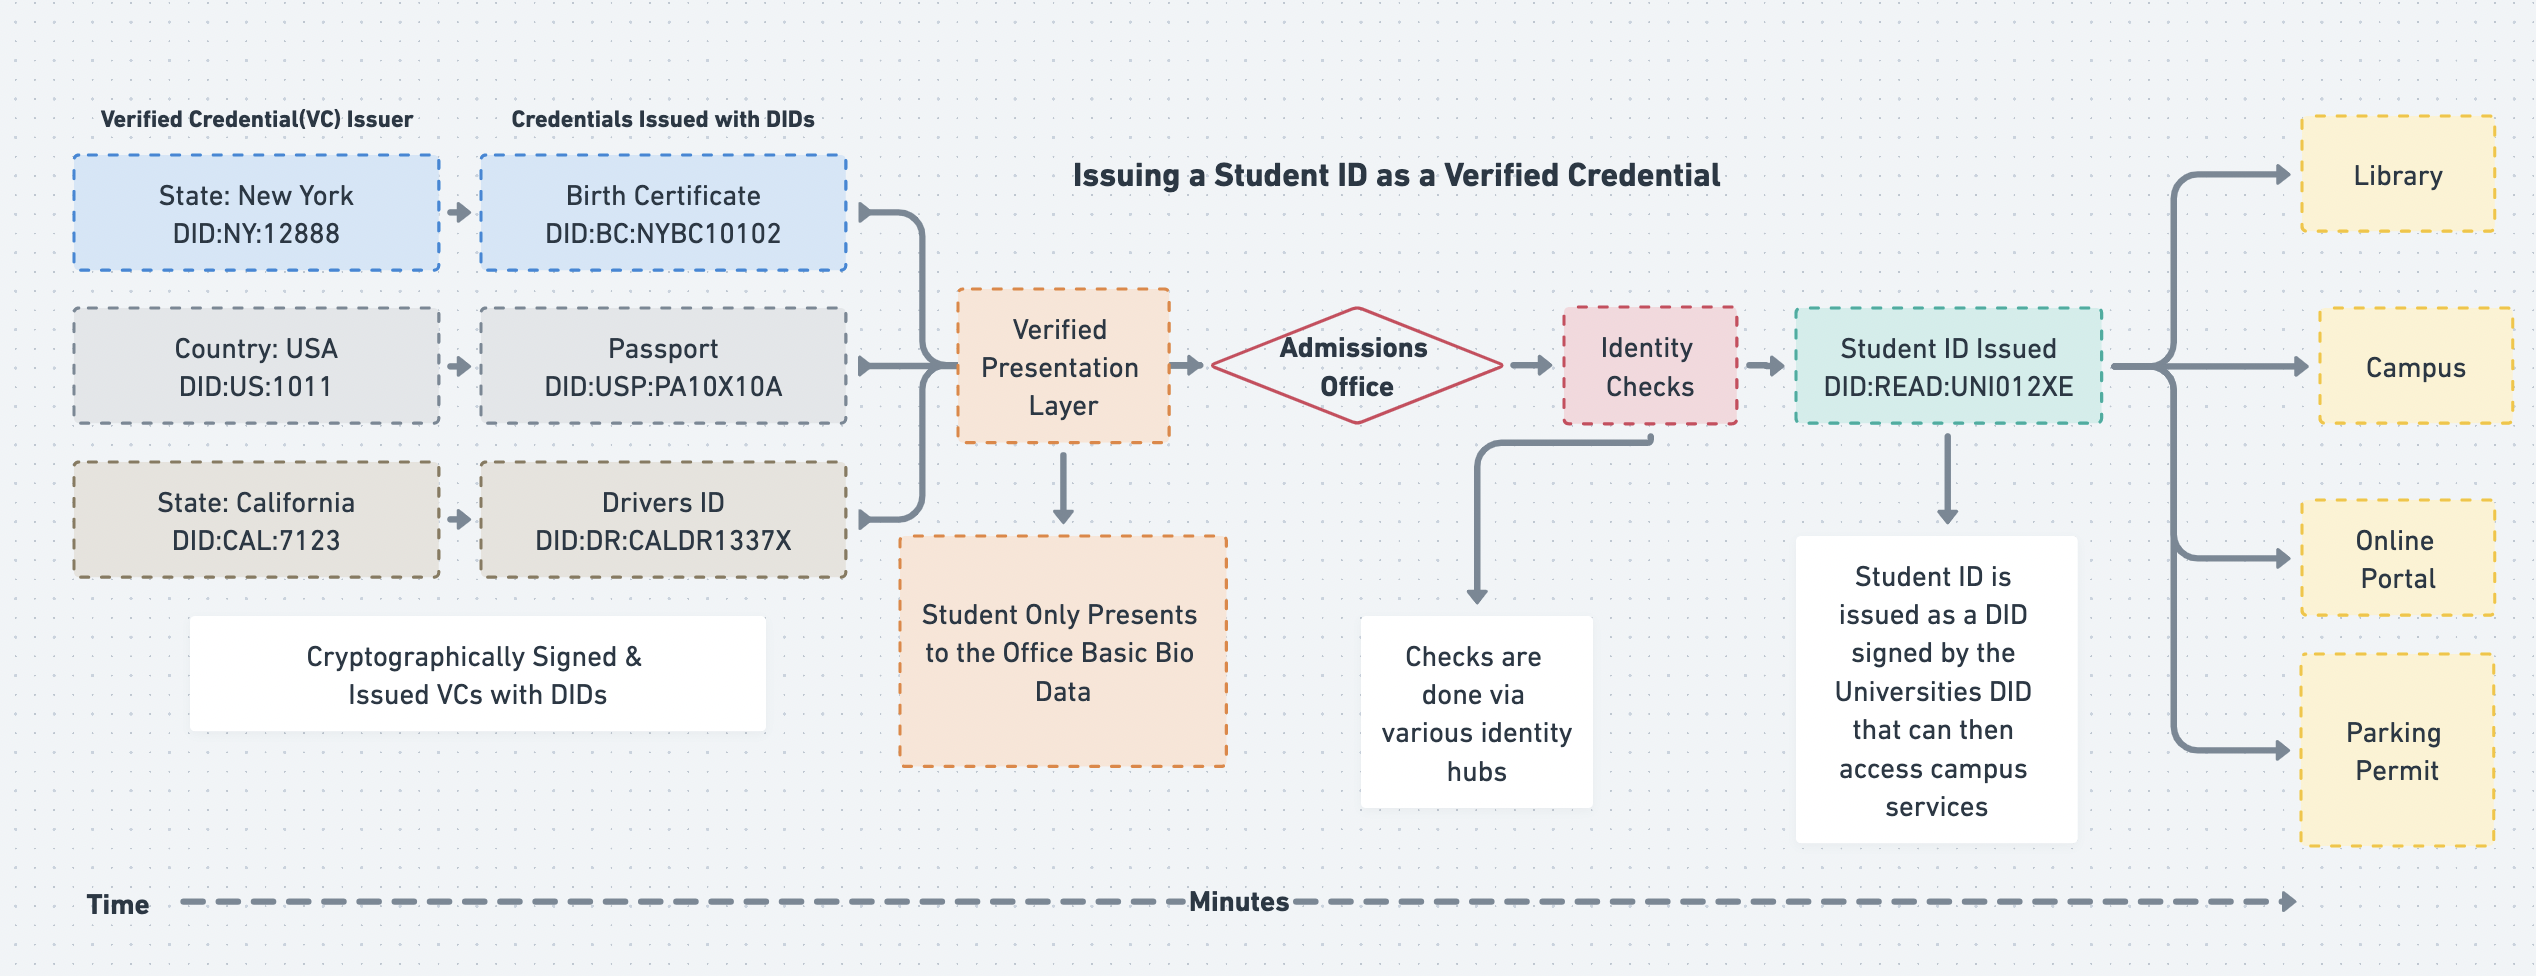 Verified Credential(VC) Issuer
Credentials Issued with DIDs
Issuing a Student ID as a Verified Credential
State: New York
DID:NY:12888
Birth Certificate
DID:BC:NYBC10102
Country: USA
DID:US:1011
Passport
DID:USP:PA10X10A
State: California
DID:CAL:7123
Drivers ID
DID:DR:CALDR1337X
Cryptographically Signed &
Issued VCs with DIDs
Verified
Presentation
Layer
Student Only Presents
to the Office Basic Bio
Data
Admissions
Office
Identity
Checks
Checks are
done via
various identity
hubs
Student ID Issued
DID:READ:UNI012XE
Student ID is
issued as a DID
signed by the
Universities DID
that can then
access campus
services
Library
Campus
Online
Portal
Parking
Permit
Time
Minutes